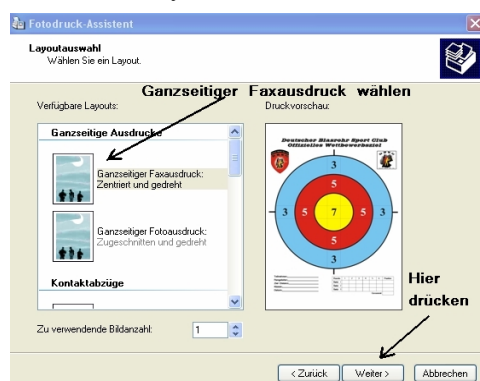 Fotodruck-Assistent
Layoutauswahl
Wählen Sie ein Layout.
Ganzseitiger Faxausdruck wählen
Verfügbare Layouts:
Druckvorschau:
Ganzseitige Ausdrucke
Ganzseitiger Faxausdruck:
Zentriert und gedreht
Ganzseitiger Fotoausdruck:
Zugeschnitten und gedreht
Kontaktabzüge
Deutscher Blasrohr Sport Club
Offizielles Wettbewerbsziel
3
5
3 5 7 5 3
5
3
Hier
drücken
Zu verwendende Bildanzahl:
1
< Zurück
Weiter >
Abbrechen